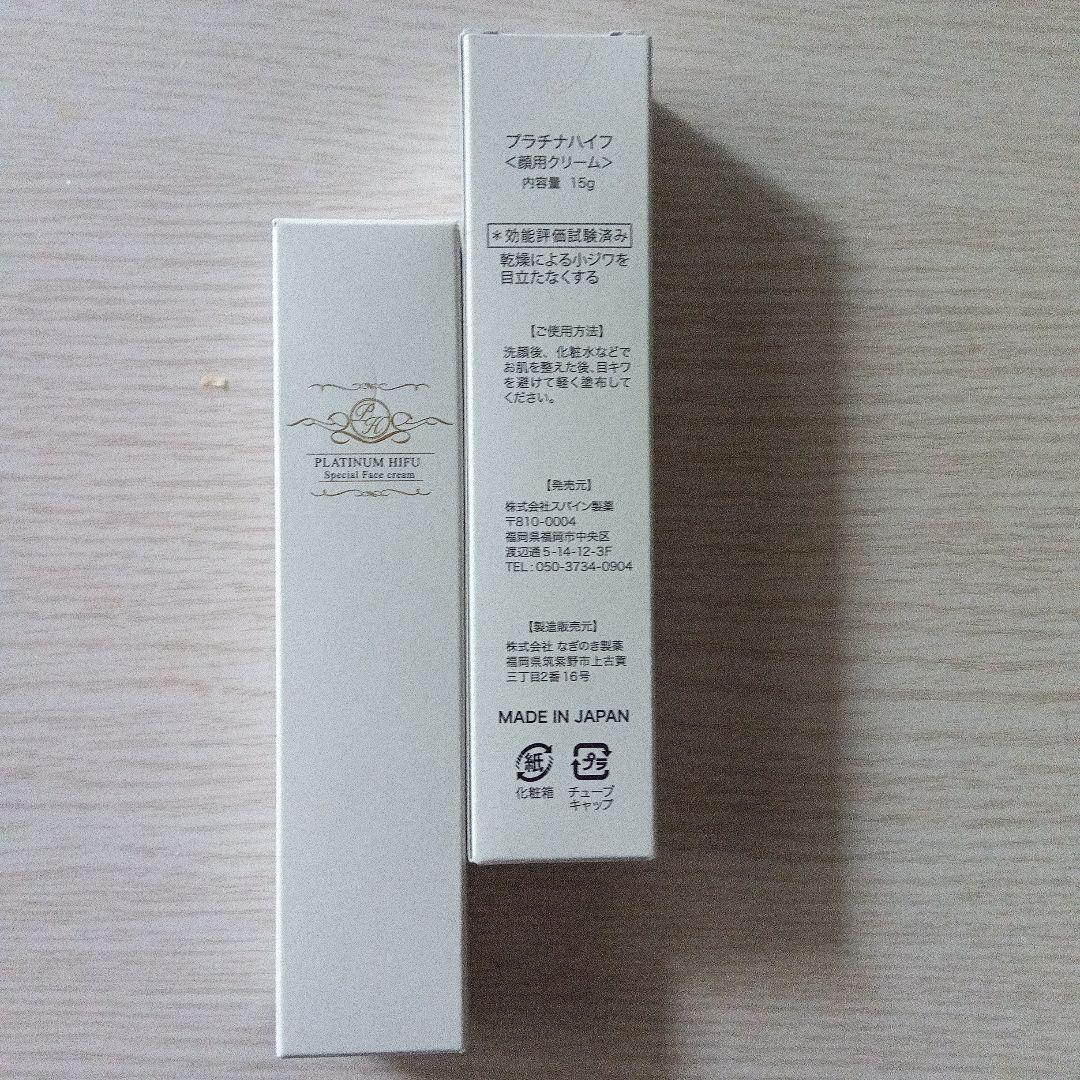 PH
PLATINUM HIFU
Special Face cream
プラチナハイフ
<顔用クリーム>
内容量 15g
*効能評価試験済み
乾燥による小ジワを
目立たなくする
【ご使用方法】
洗顔後、化粧水などで
お肌を整えた後、目キワ
を避けて軽く塗布して
ください。
【発売元】
株式会社スパイン製薬
〒810-0004
福岡県福岡市中央区
渡辺通5-14-12-3F
TEL:050-3734-0904
【製造販売元】
株式会社 なぎのき製薬
福岡県筑紫野市上古賀
三丁目2番16号
MADE IN JAPAN
紙 プラ
化粧箱 チューブ
キャップ